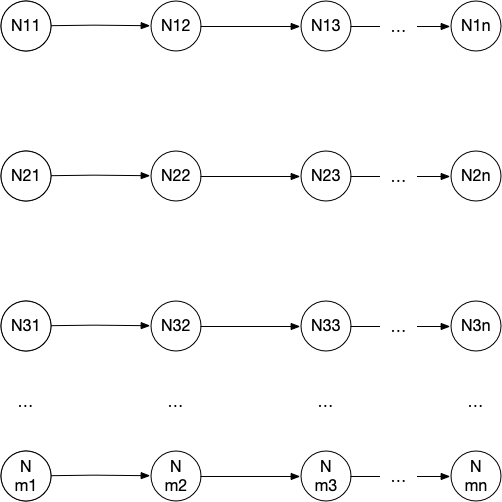 N11 N12 N13 ... N1n
N21 N22 N23 ... N2n
N31 N32 N33 ... N3n
... ... ... ...
N N N N
m1 m2 m3 ... mn